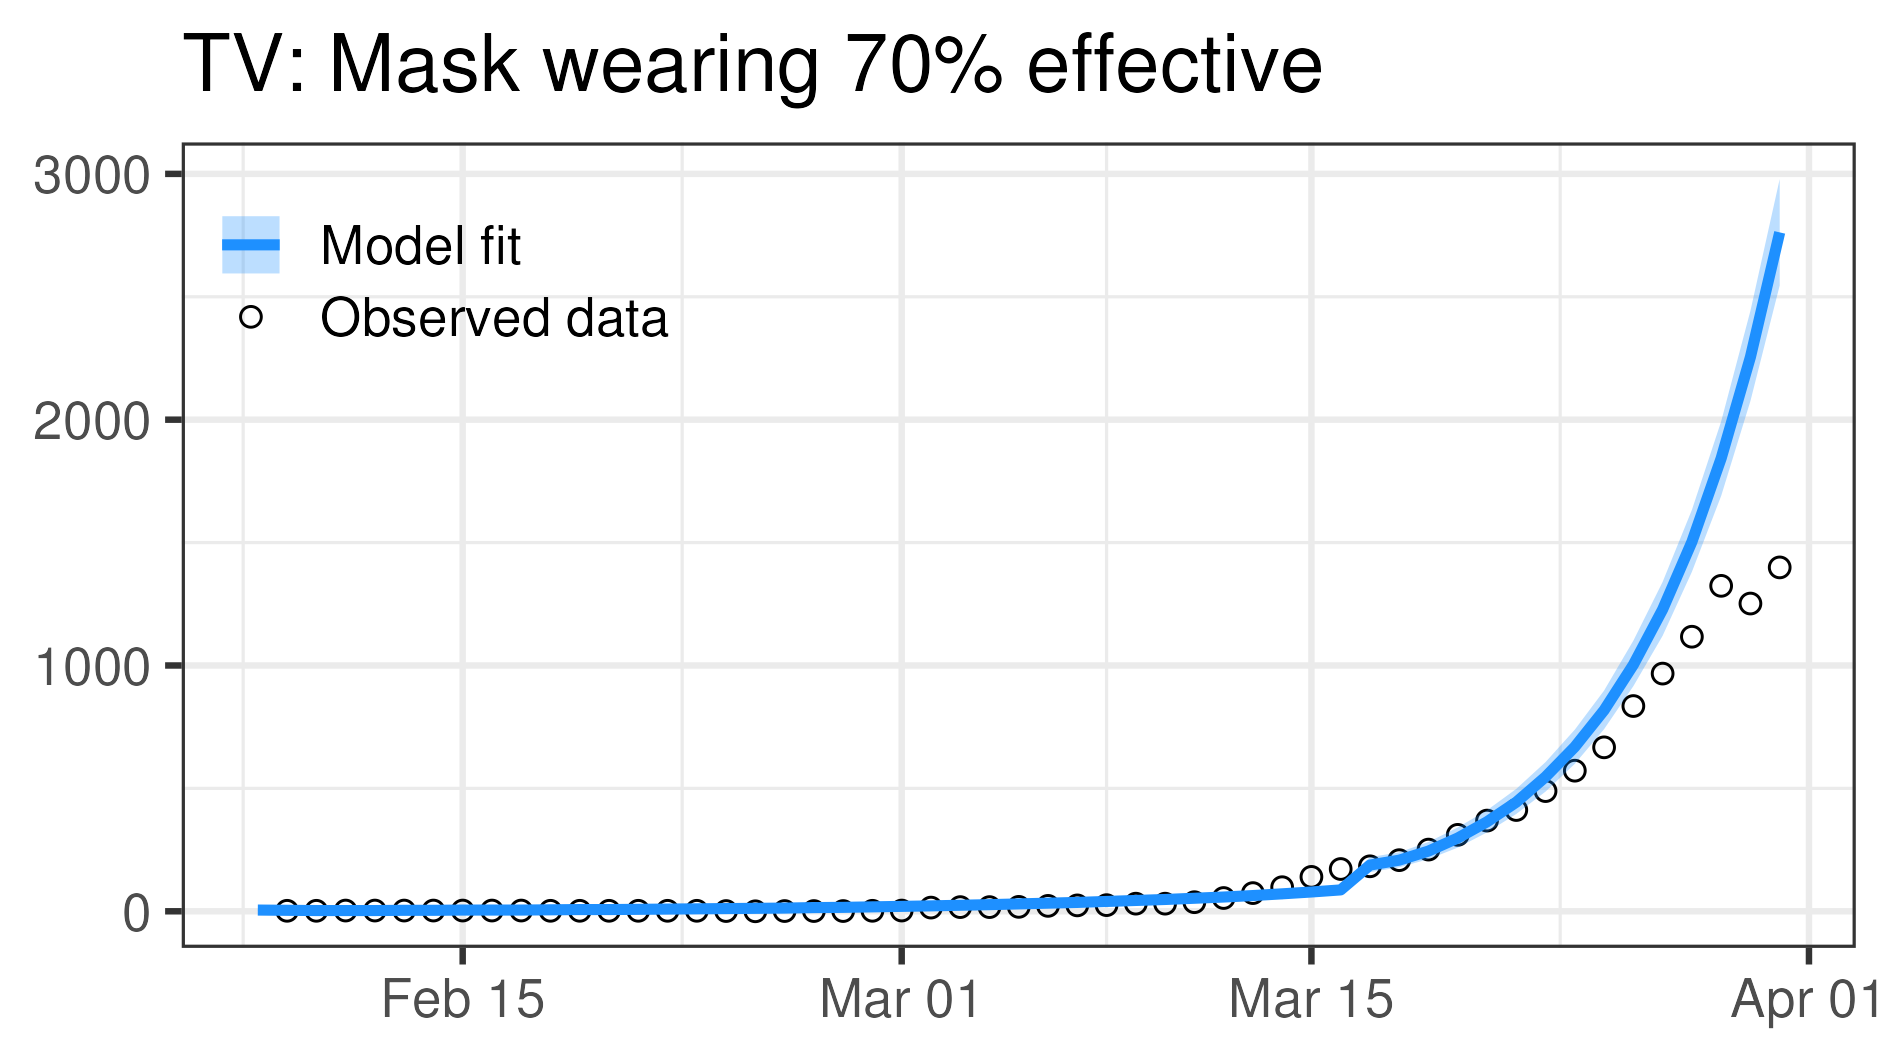 TV: Mask wearing 70% effective
3000
2000
1000
0
Model fit
Observed data
Feb 15
Mar 01
Mar 15
Apr 01